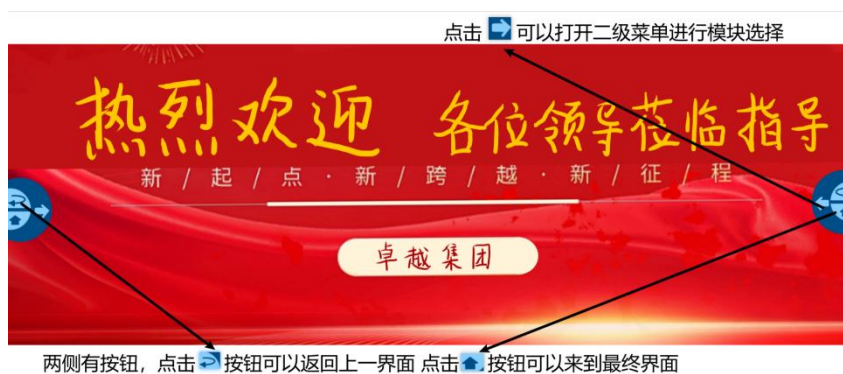 点击 可以打开二级菜单进行模块选择
热烈欢迎 各位领导莅临指导
新/起/点·新/跨/越·新/征/程
卓越集团
两侧有按钮，点击 按钮可以返回上一界面 点击 按钮可以来到最终界面